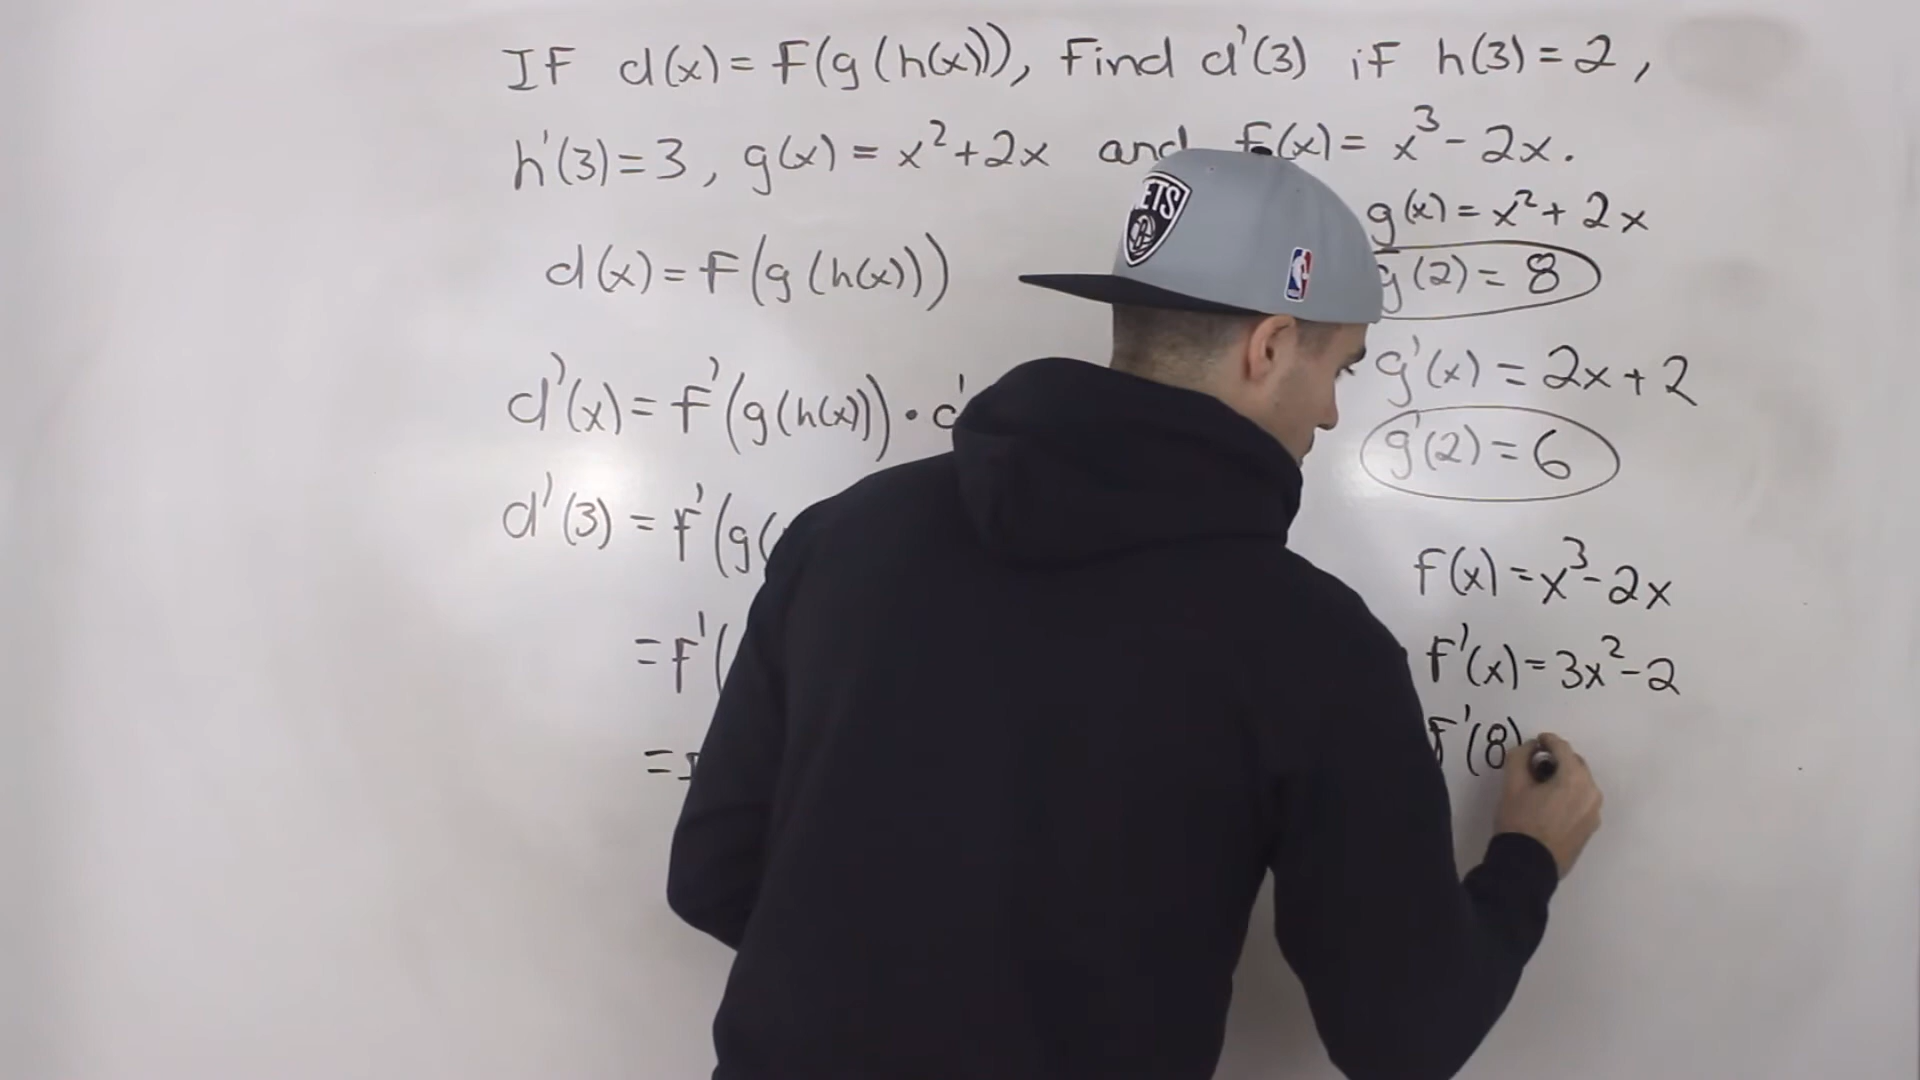 IF d(x) = F(g(h(x))), Find d'(3) if h(3) = 2,
h'(3) = 3, g(x) = x² + 2x and f(x) = x³ - 2x.
d(x) = F(g(h(x)))
d'(x) = F'(g(h(x))) ·
d'(3) = F'(g(
= F'(
=
g(x) = x² + 2x
g(2) = 8
g'(x) = 2x + 2
g'(2) = 6
F(x) = x³ - 2x
F'(x) = 3x² - 2
F'(8)
ETS